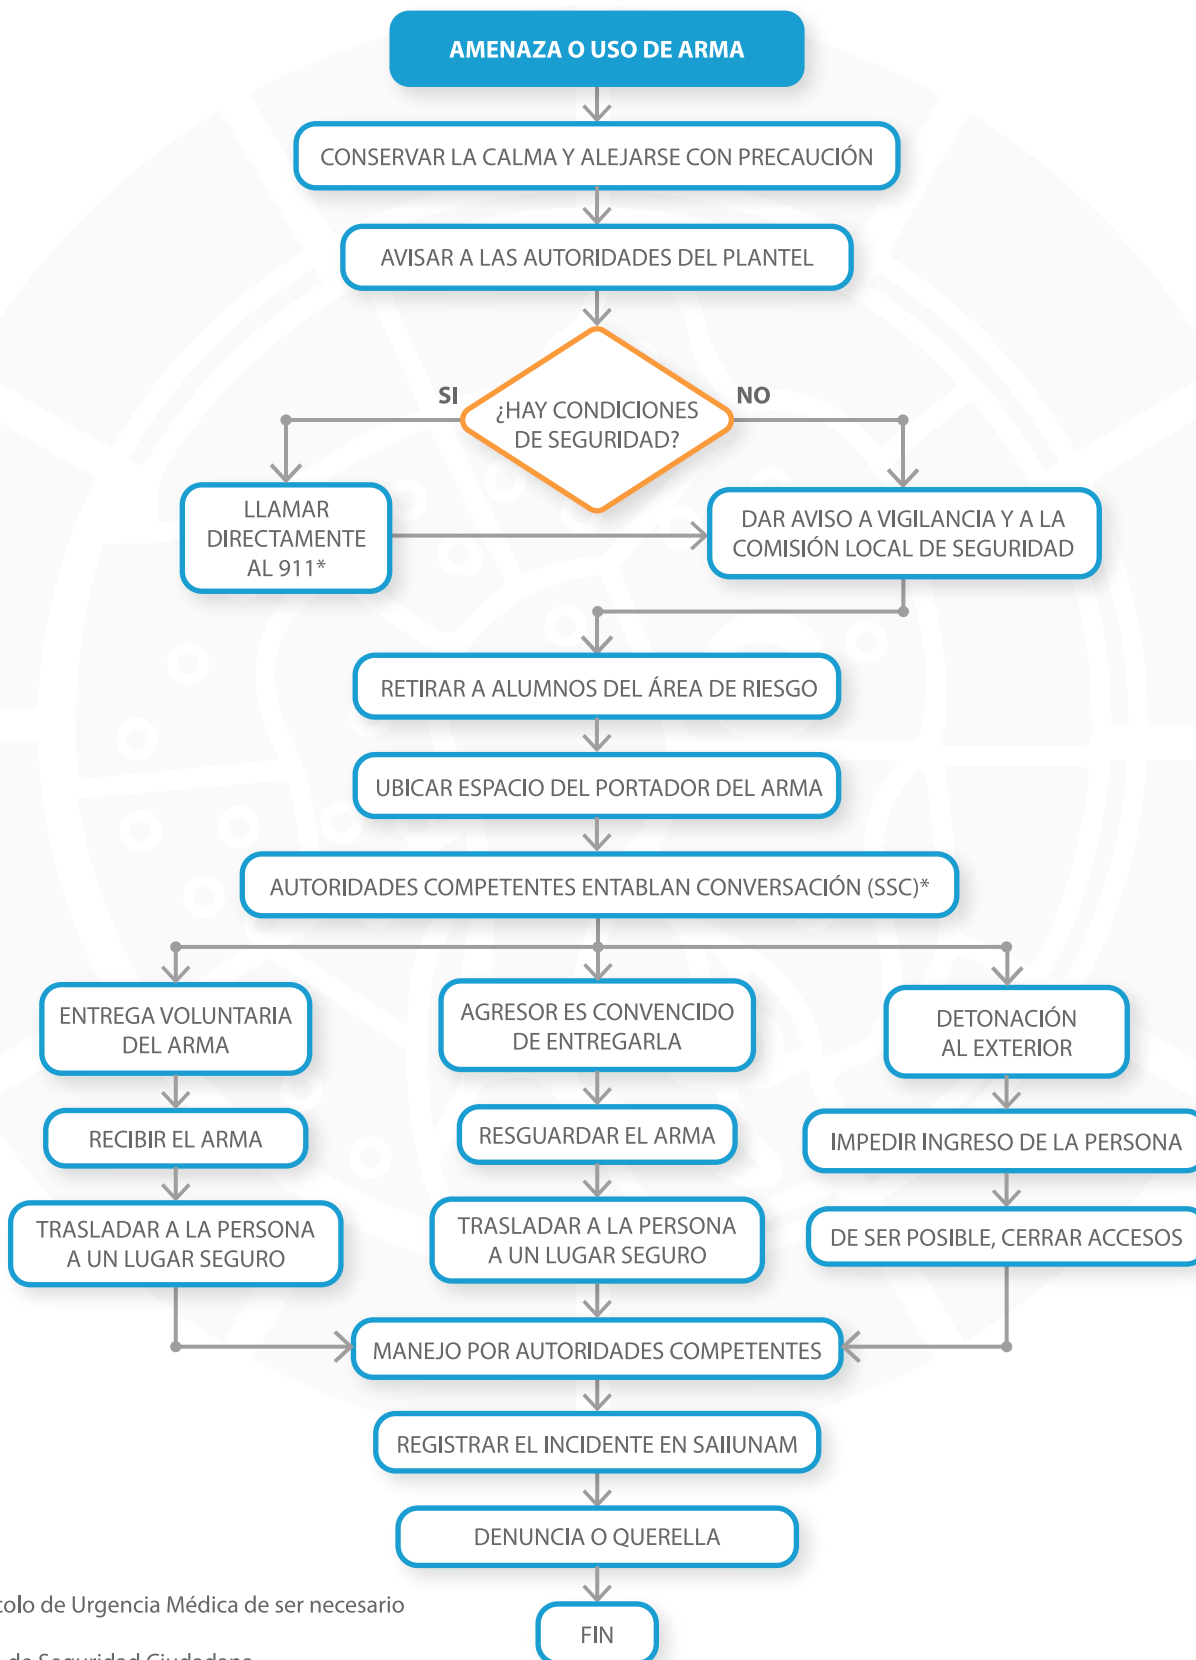 AMENAZA O USO DE ARMA
CONSERVAR LA CALMA Y ALEJARSE CON PRECAUCIÓN
AVISAR A LAS AUTORIDADES DEL PLANTEL
SI
NO
¿HAY CONDICIONES
DE SEGURIDAD?
LLAMAR
DIRECTAMENTE
AL 911*
DAR AVISO A VIGILANCIA Y A LA
COMISIÓN LOCAL DE SEGURIDAD
RETIRAR A ALUMNOS DEL ÁREA DE RIESGO
UBICAR ESPACIO DEL PORTADOR DEL ARMA
AUTORIDADES COMPETENTES ENTABLAN CONVERSACIÓN (SSC)*
ENTREGA VOLUNTARIA
DEL ARMA
RECIBIR EL ARMA
TRASLADAR A LA PERSONA
A UN LUGAR SEGURO
AGRESOR ES CONVENCIDO
DE ENTREGARLA
RESGUARDAR EL ARMA
TRASLADAR A LA PERSONA
A UN LUGAR SEGURO
DETONACIÓN
AL EXTERIOR
IMPEDIR INGRESO DE LA PERSONA
DE SER POSIBLE, CERRAR ACCESOS
MANEJO POR AUTORIDADES COMPETENTES
REGISTRAR EL INCIDENTE EN SAIIUNAM
DENUNCIA O QUERELLA
FIN
colo de Urgencia Médica de ser necesario
de Seguridad Ciudadana